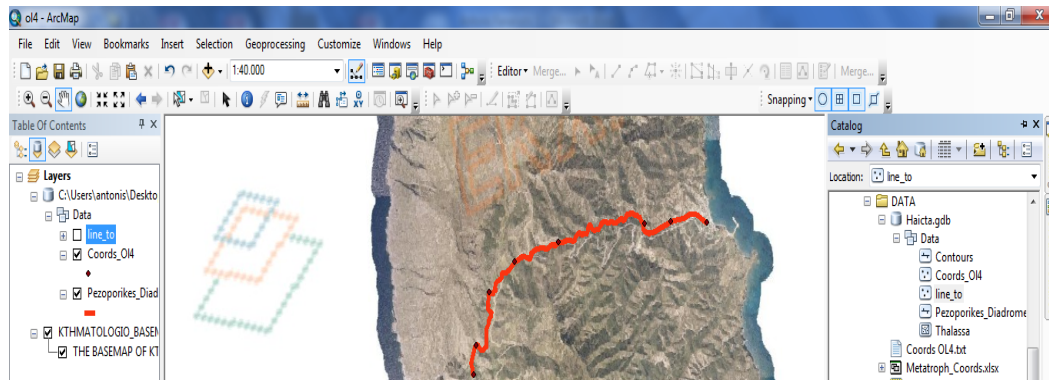 ol4 - ArcMap
File Edit View Bookmarks Insert Selection Geoprocessing Customize Windows Help
1:40.000 Editor Merge... Merge...
Snapping
Table Of Contents
Layers
C:\Users\antonis\Deskto
Data
line_to
Coords_Ol4
Pezoporikes_Diad
KTHMATOLOGIO_BASEM
THE BASEMAP OF KT
Catalog
Location: line_to
DATA
Haicta.gdb
Data
Contours
Coords_Ol4
line_to
Pezoporikes_Diadrome
Thalassa
Coords OL4.txt
Metatroph_Coords.xlsx